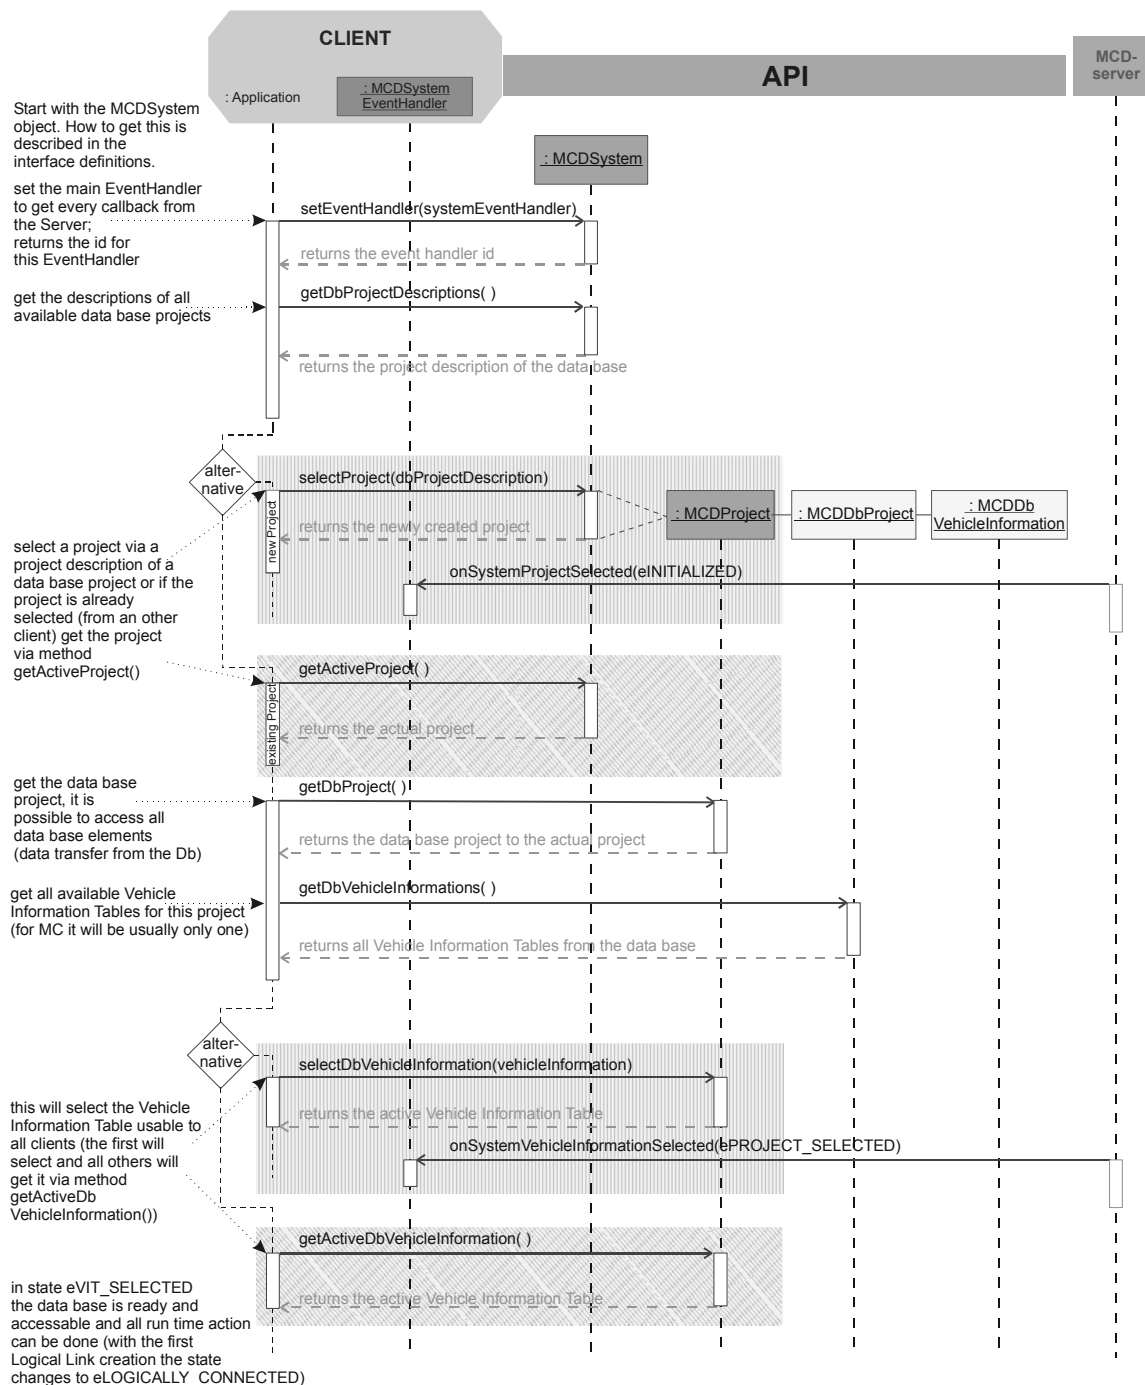 CLIENT
API
MCD-
server
: Application
: MCDSystem
EventHandler
Start with the MCDSystem
object. How to get this is
described in the
interface definitions.
: MCDSystem
set the main EventHandler
to get every callback from
the Server;
returns the id for
this EventHandler
setEventHandler(systemEventHandler)
returns the event handler id
get the descriptions of all
available data base projects
getDbProjectDescriptions( )
returns the project description of the data base
alter-
native
selectProject(dbProjectDescription)
new Project
returns the newly created project
: MCDProject
: MCDDbProject
: MCDDb
VehicleInformation
select a project via a
project description of a
data base project or if the
project is already
selected (from an other
client) get the project
via method
getActiveProject()
onSystemProjectSelected(eINITIALIZED)
getActiveProject( )
existing Project
returns the actual project
get the data base
project, it is
possible to access all
data base elements
(data transfer from the Db)
getDbProject( )
returns the data base project to the actual project
get all available Vehicle
Information Tables for this project
(for MC it will be usually only one)
getDbVehicleInformations( )
returns all Vehicle Information Tables from the data base
alter-
native
selectDbVehicleInformation(vehicleInformation)
returns the active Vehicle Information Table
this will select the Vehicle
Information Table usable to
all clients (the first will
select and all others will
get it via method
getActiveDb
VehicleInformation())
onSystemVehicleInformationSelected(ePROJECT_SELECTED)
getActiveDbVehicleInformation( )
returns the active Vehicle Information Table
in state eVIT_SELECTED
the data base is ready and
accessable and all run time action
can be done (with the first
Logical Link creation the state
changes to eLOGICALLY_CONNECTED)